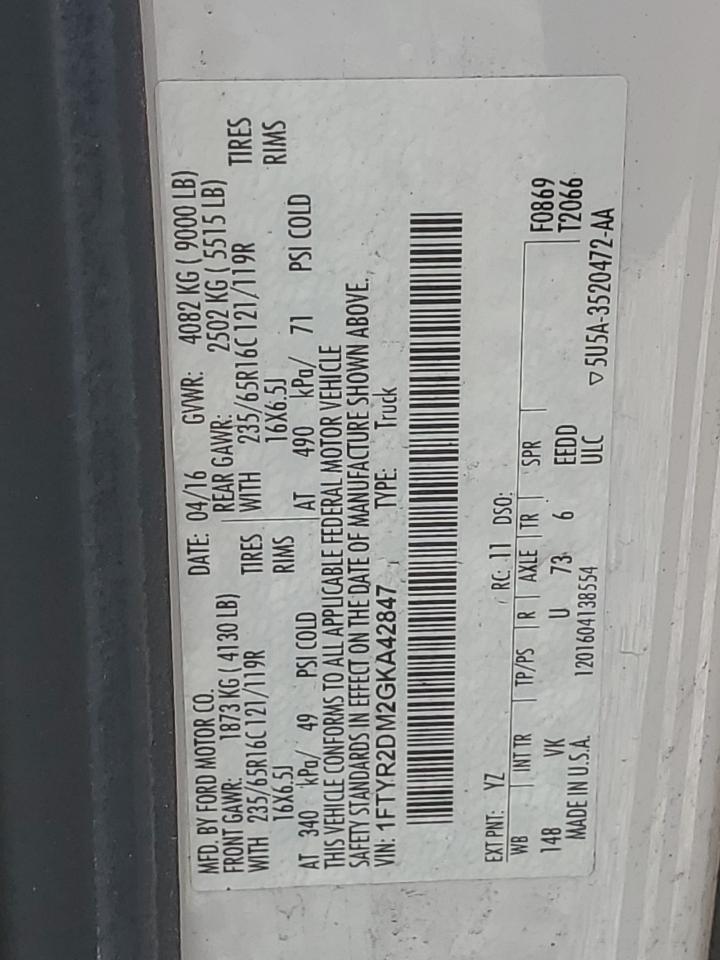 MFD. BY FORD MOTOR CO. DATE: 04/16 GVWR: 4082 KG ( 9000 LB)
FRONT GAWR: 1873 KG ( 4130 LB) REAR GAWR: 2502 KG ( 5515 LB)
WITH 235/65R16C 121/119R TIRES WITH 235/65R16C 121/119R TIRES
16X6.5J RIMS 16X6.5J RIMS
AT 340 kPa/ 49 PSI COLD AT 490 kPa/ 71 PSI COLD
THIS VEHICLE CONFORMS TO ALL APPLICABLE FEDERAL MOTOR VEHICLE
SAFETY STANDARDS IN EFFECT ON THE DATE OF MANUFACTURE SHOWN ABOVE.
VIN: 1FTYR2DM2GKA42847 TYPE: Truck
EXT PNT: YZ RC: 11 DSO:
WB INT TR TP/PS R AXLE TR SPR F0869
148 VK U 73 6 EEDD T2066
MADE IN U.S.A. 1201604138554 ULC ▽5U5A-3520472-AA